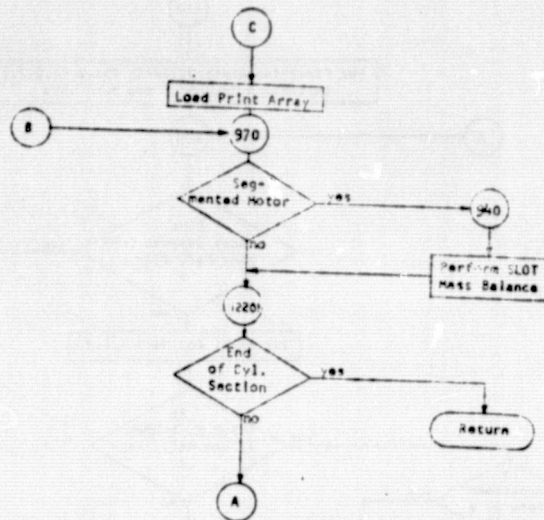 C
Load Print Array
B
970
Seg-
mented Motor
yes
940
no
Perform SLOT
Mass Balance
1220
End
of Cyl.
Section
yes
no
Return
A